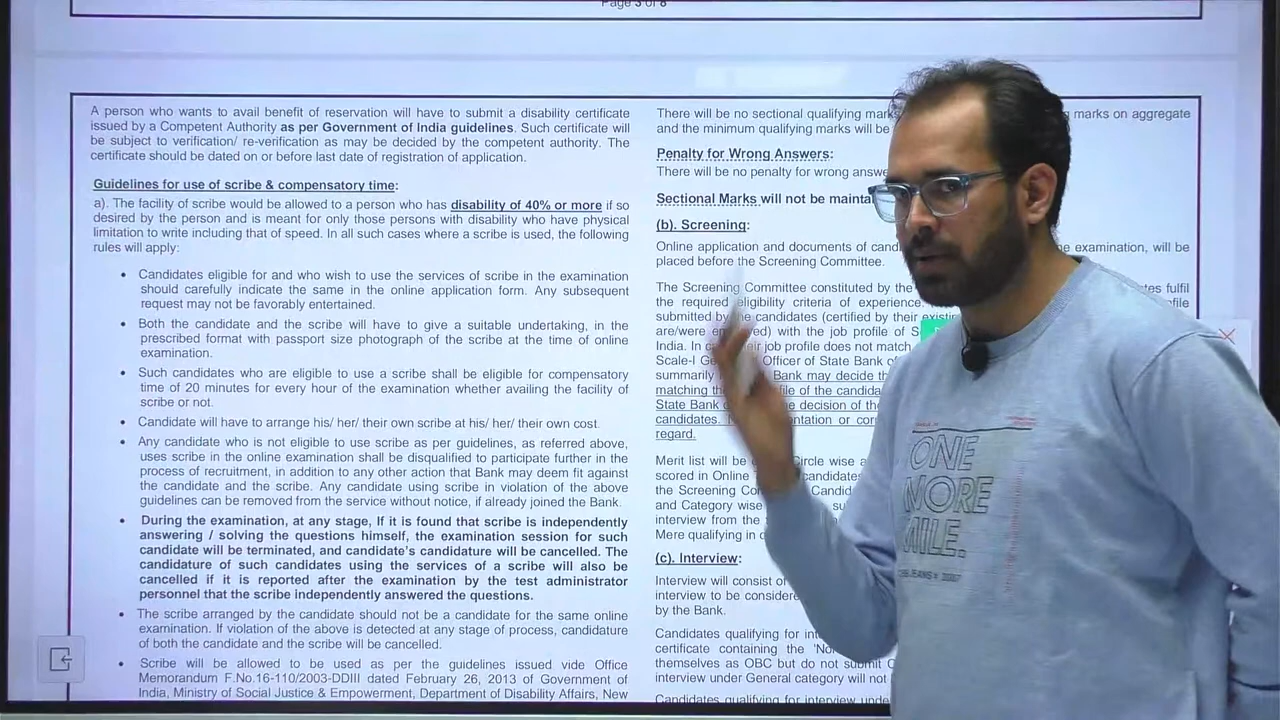 Page 3 of 8
A person who wants to avail benefit of reservation will have to submit a disability certificate
issued by a Competent Authority as per Government of India guidelines. Such certificate will
be subject to verification/ re-verification as may be decided by the competent authority. The
certificate should be dated on or before last date of registration of application.
Guidelines for use of scribe & compensatory time:
a). The facility of scribe would be allowed to a person who has disability of 40% or more if so
desired by the person and is meant for only those persons with disability who have physical
limitation to write including that of speed. In all such cases where a scribe is used, the following
rules will apply:
• Candidates eligible for and who wish to use the services of scribe in the examination
should carefully indicate the same in the online application form. Any subsequent
request may not be favorably entertained.
• Both the candidate and the scribe will have to give a suitable undertaking, in the
prescribed format with passport size photograph of the scribe at the time of online
examination.
• Such candidates who are eligible to use a scribe shall be eligible for compensatory
time of 20 minutes for every hour of the examination whether availing the facility of
scribe or not.
• Candidate will have to arrange his/ her/ their own scribe at his/ her/ their own cost.
• Any candidate who is not eligible to use scribe as per guidelines, as referred above,
uses scribe in the online examination shall be disqualified to participate further in the
process of recruitment, in addition to any other action that Bank may deem fit against
the candidate and the scribe. Any candidate using scribe in violation of the above
guidelines can be removed from the service without notice, if already joined the Bank.
• During the examination, at any stage, If it is found that scribe is independently
answering / solving the questions himself, the examination session for such
candidate will be terminated, and candidate's candidature will be cancelled. The
candidature of such candidates using the services of a scribe will also be
cancelled if it is reported after the examination by the test administrator
personnel that the scribe independently answered the questions.
• The scribe arranged by the candidate should not be a candidate for the same online
examination. If violation of the above is detected at any stage of process, candidature
of both the candidate and the scribe will be cancelled.
• Scribe will be allowed to be used as per the guidelines issued vide Office
Memorandum F.No.16-110/2003-DDIII dated February 26, 2013 of Government of
India, Ministry of Social Justice & Empowerment, Department of Disability Affairs, New
There will be no sectional qualifying mark marks on aggregate
and the minimum qualifying marks will be
Penalty for Wrong Answers:
There will be no penalty for wrong answe
Sectional Marks will not be mainta
(b). Screening:
Online application and documents of cand e examination, will be
placed before the Screening Committee.
The Screening Committee constituted by the tes fulfil
the required eligibility criteria of experience. file
submitted by the candidates (certified by their existin
are/were ed) with the job profile of S
India. In c ir job profile does not match
Scale-I Ge Officer of State Bank of
summarily Bank may decide th
matching th file of the candida
State Bank e decision of the
candidates. entation or cor
regard.
Merit list will be Circle wise a
scored in Online candidates
the Screening Co Candid
and Category wise su
interview from the
Mere qualifying in o
(c). Interview:
Interview will consist o
interview to be considere
by the Bank.
Candidates qualifying for int
certificate containing the 'No
themselves as OBC but do not submit O
interview under General category will not
Candidates qualifying for interview unde
ONE
MORE
MILE.